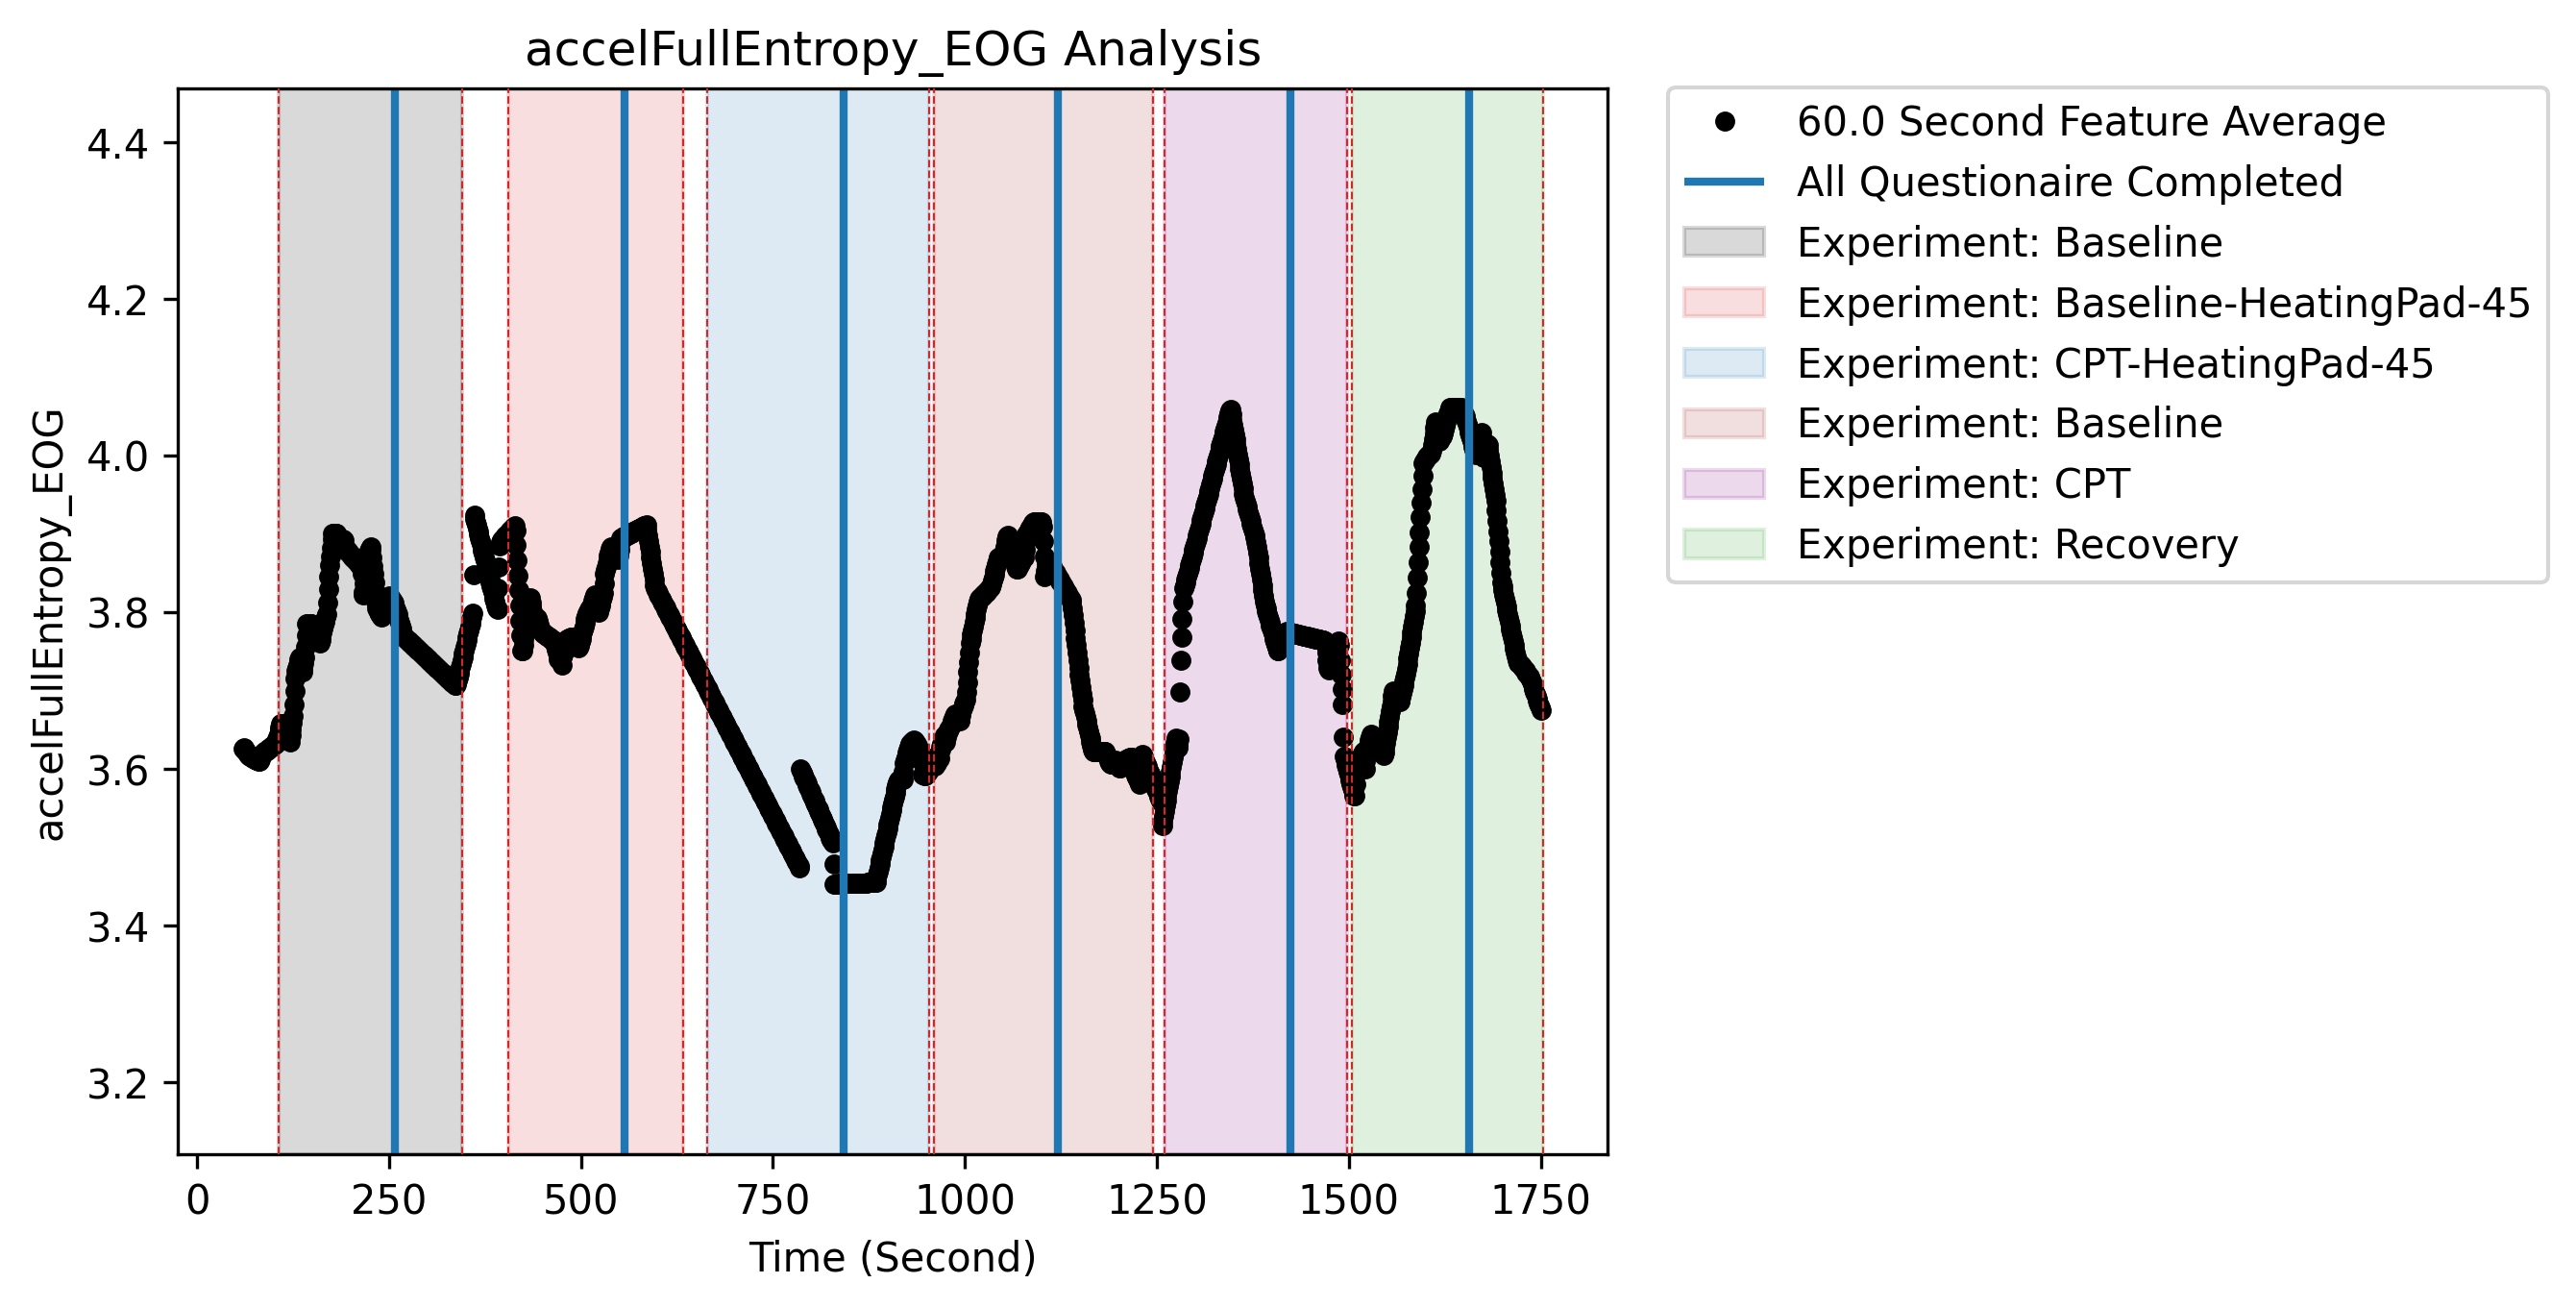 accelFullEntropy_EOG Analysis
accelFullEntropy_EOG
4.4
4.2
4.0
3.8
3.6
3.4
3.2
0 250 500 750 1000 1250 1500 1750
Time (Second)
60.0 Second Feature Average
All Questionaire Completed
Experiment: Baseline
Experiment: Baseline-HeatingPad-45
Experiment: CPT-HeatingPad-45
Experiment: Baseline
Experiment: CPT
Experiment: Recovery